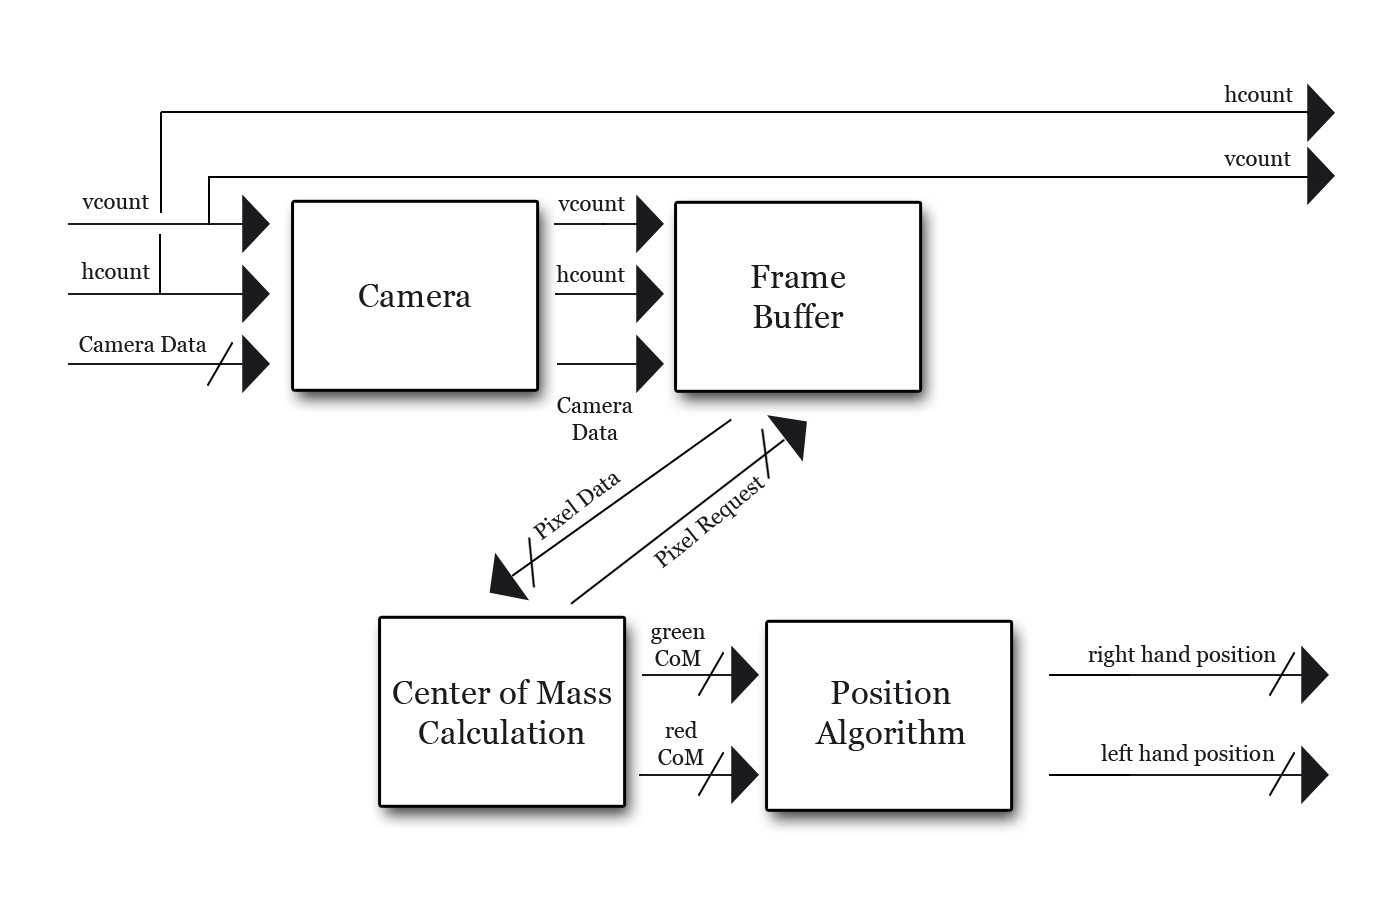 hcount
vcount
vcount
hcount
Camera Data
Camera
vcount
hcount
Camera
Data
Frame
Buffer
Pixel Data
Pixel Request
Center of Mass
Calculation
green
CoM
red
CoM
Position
Algorithm
right hand position
left hand position